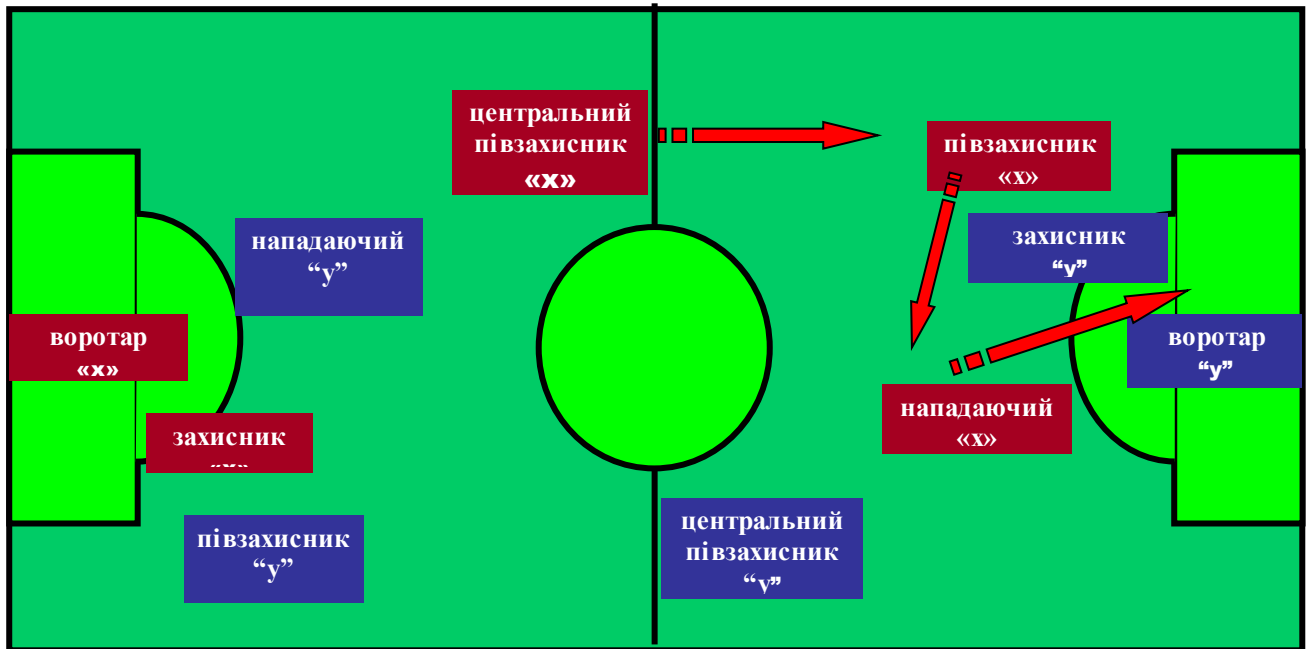 центральний
півзахисник
«х»
півзахисник
«х»
нападаючий
“у”
захисник
“у”
воротар
«х»
воротар
“у”
нападаючий
«х»
захисник
«х»
півзахисник
“у”
центральний
півзахисник
“у”